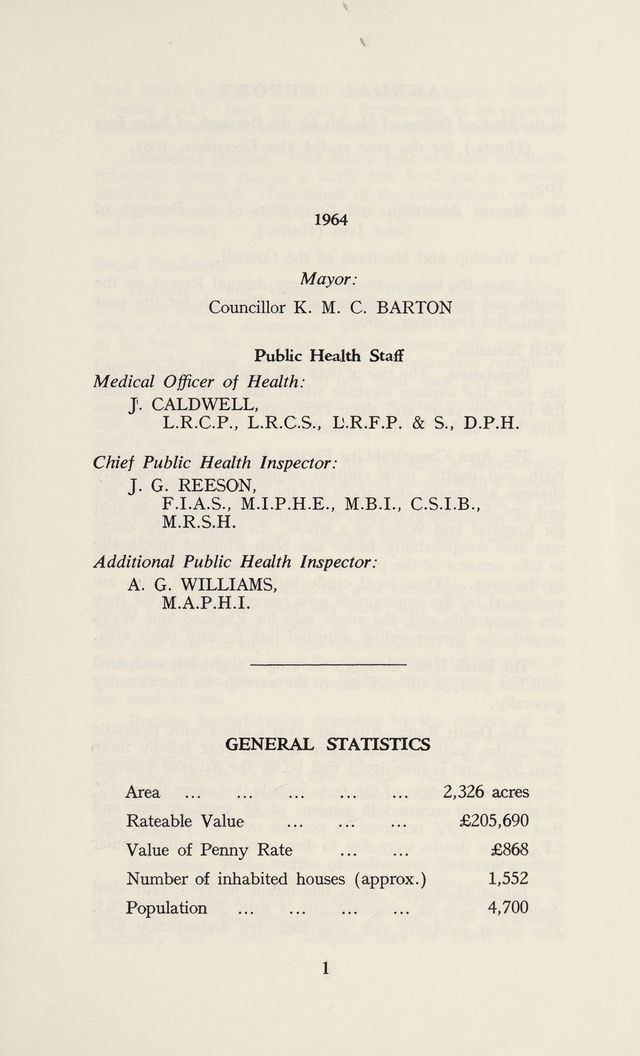 1964
Mayor:
Councillor K. M. C. BARTON
Public Health Staff
Medical Officer of Health:
J. CALDWELL,
L.R.C.P., L.R.C.S., L.R.F.P. & S., D.P.H.
Chief Public Health Inspector:
J. G. REESON,
F.I.A.S., M.I.P.H.E., M.B.I., C.S.I.B.,
M.R.S.H.
Additional Public Health Inspector:
A. G. WILLIAMS,
M.A.P.H.I.
GENERAL STATISTICS
Area ... ... ... ... ... 2,326 acres
Rateable Value ... ... ... £205,690
Value of Penny Rate ... ... £868
Number of inhabited houses (approx.) 1,552
Population ... ... ... ... 4,700
1